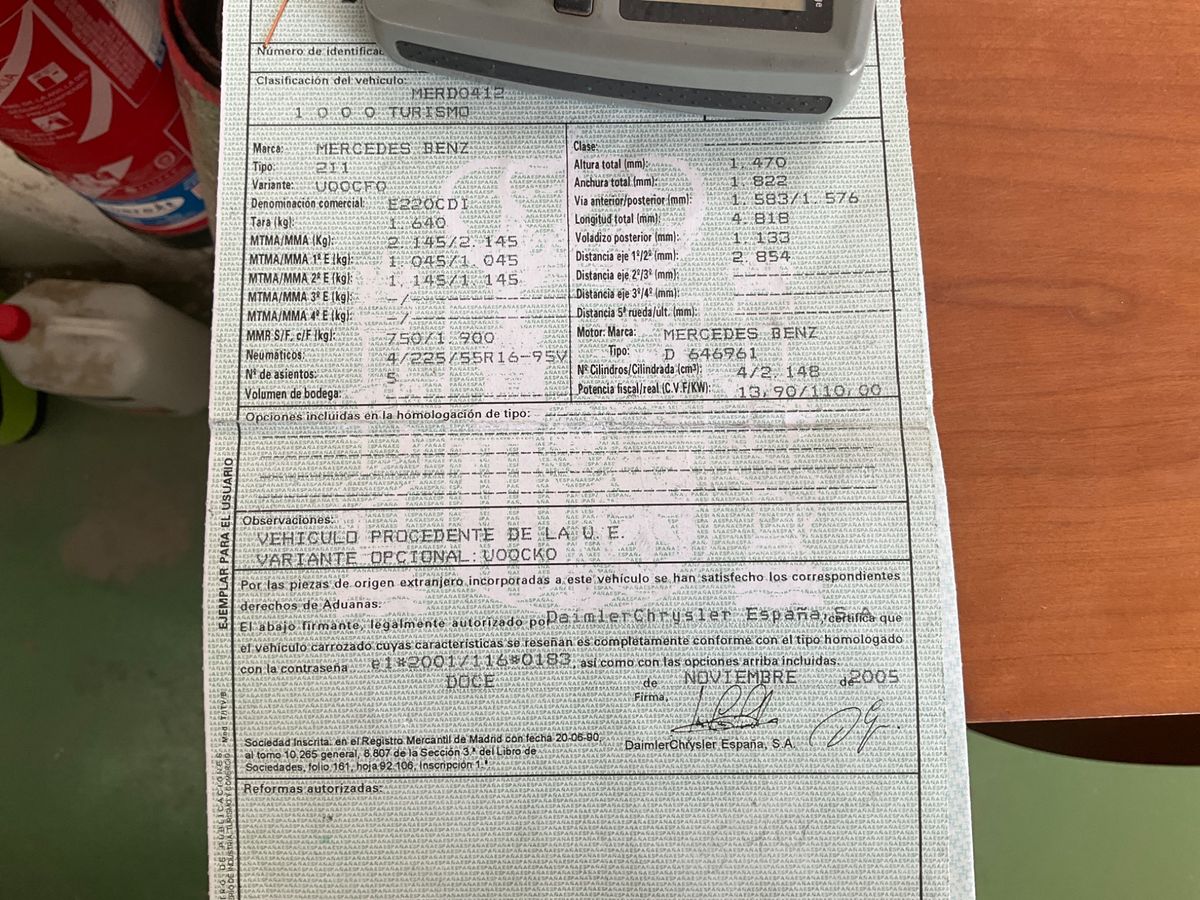 Número de identificac
Clasificación del vehículo:
MERD0412
1 0 0 0 TURISMO
Marca: MERCEDES BENZ
Tipo: 211
Variante: UOOCFO
Denominación comercial: E220CDI
Tara (kg): 1.640
MTMA/MMA (Kg): 2.145/2.145
MTMA/MMA 1º E (kg): 1.045/1.045
MTMA/MMA 2º E (kg): 1.145/1.145
MTMA/MMA 3º E (kg): -/-
MTMA/MMA 4º E (kg): -/-
MMR S/F. c/F (kg): 750/1.900
Neumáticos: 4/225/55R16-95V
Nº de asientos: 5
Volumen de bodega:
Clase:
Altura total (mm): 1.470
Anchura total (mm): 1.822
Vía anterior/posterior (mm): 1.583/1.576
Longitud total (mm): 4.818
Voladizo posterior (mm): 1.133
Distancia eje 1º/2º (mm): 2.854
Distancia eje 2º/3º (mm):
Distancia eje 3º/4º (mm):
Distancia 5ª rueda/ult. (mm):
Motor: Marca: MERCEDES BENZ
Tipo: D 646961
Nº Cilindros/Cilindrada (cm³): 4/2.148
Potencia fiscal/real (C.V.F/KW): 13,90/110,00
Opciones incluidas en la homologación de tipo:
Observaciones:
VEHICULO PROCEDENTE DE LA U.E.
VARIANTE OPCIONAL:UOOCKO
Por las piezas de origen extranjero incorporadas a este vehículo se han satisfecho los correspondientes
derechos de Aduanas:
El abajo firmante, legalmente autorizado por DaimlerChrysler España,S.A. certifica que
el vehículo carrozado cuyas características se reseñan es completamente conforme con el tipo homologado
con la contraseña e1*2001/116*0183, así como con las opciones arriba incluidas.
DOCE de NOVIEMBRE de 2005
Firma,
DaimlerChrysler España, S.A.
Sociedad Inscrita: en el Registro Mercantil de Madrid con fecha 20-06-90,
al tomo 10.265 general, 8.807 de la Sección 3.ª del Libro de
Sociedades, folio 161, hoja 92.106, Inscripción 1.ª
Reformas autorizadas:
EJEMPLAR PARA EL USUARIO